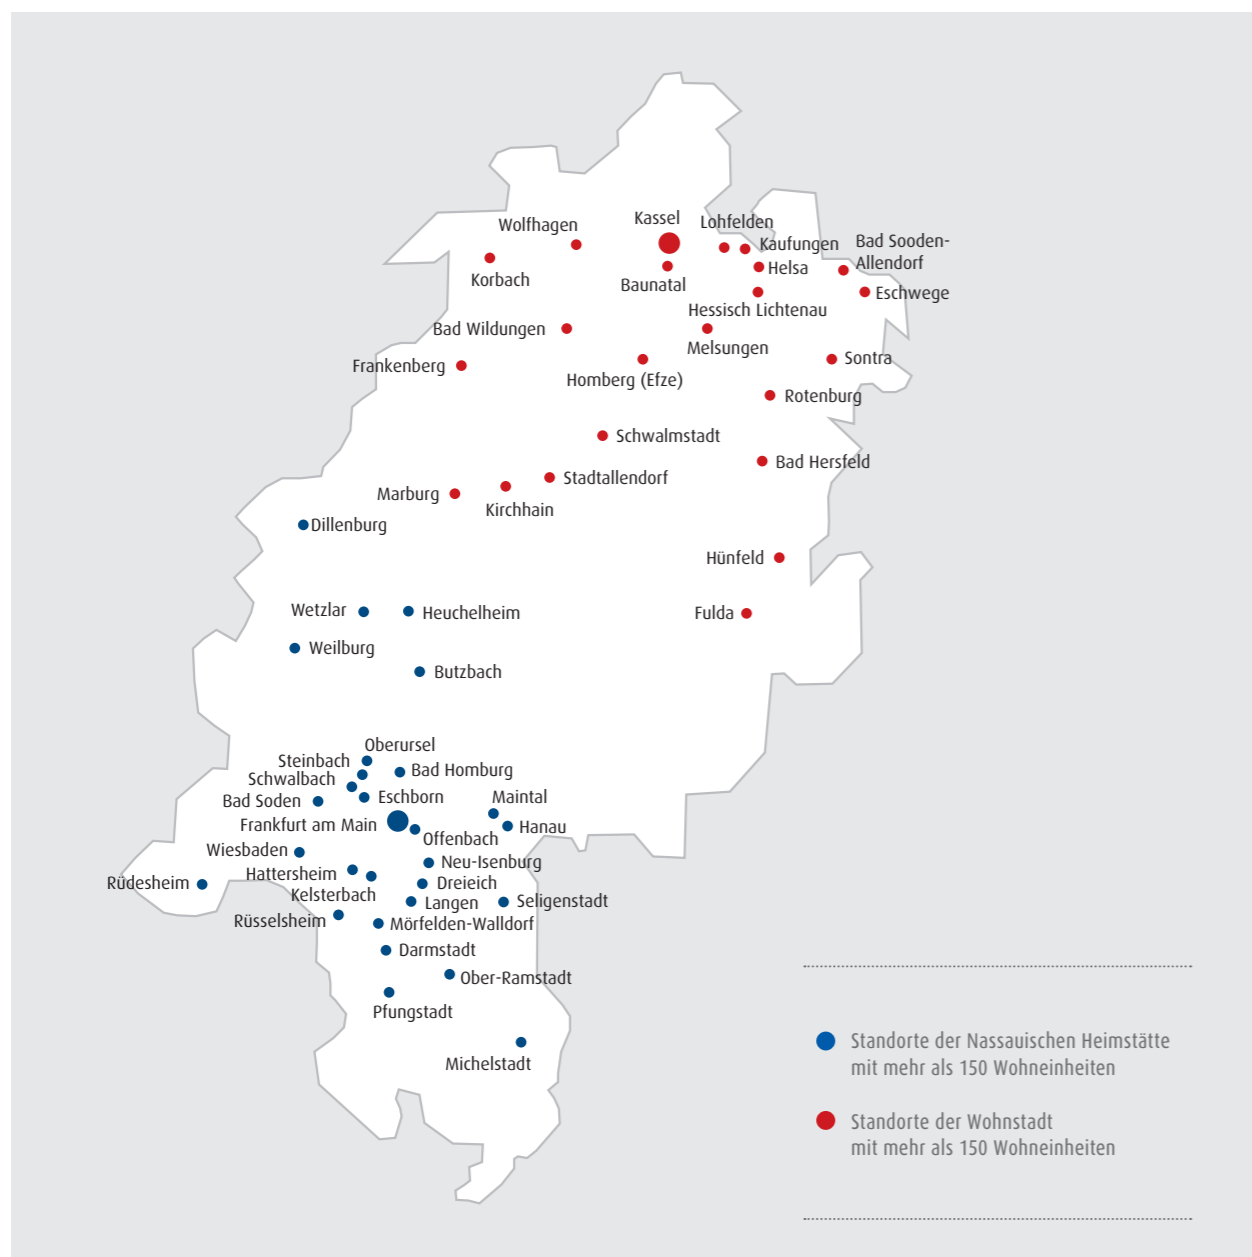 Wolfhagen
Kassel
Lohfelden
Kaufungen
Bad Sooden-
Allendorf
Korbach
Baunatal
Helsa
Eschwege
Hessisch Lichtenau
Bad Wildungen
Melsungen
Frankenberg
Homberg (Efze)
Sontra
Rotenburg
Schwalmstadt
Bad Hersfeld
Stadtallendorf
Marburg
Kirchhain
Dillenburg
Hünfeld
Wetzlar
Heuchelheim
Fulda
Weilburg
Butzbach
Oberursel
Steinbach
Bad Homburg
Schwalbach
Bad Soden
Eschborn
Maintal
Frankfurt am Main
Hanau
Offenbach
Wiesbaden
Neu-Isenburg
Hattersheim
Rüdesheim
Dreieich
Kelsterbach
Langen
Seligenstadt
Rüsselsheim
Mörfelden-Walldorf
Darmstadt
Ober-Ramstadt
Pfungstadt
Michelstadt
Standorte der Nassauischen Heimstätte
mit mehr als 150 Wohneinheiten
Standorte der Wohnstadt
mit mehr als 150 Wohneinheiten